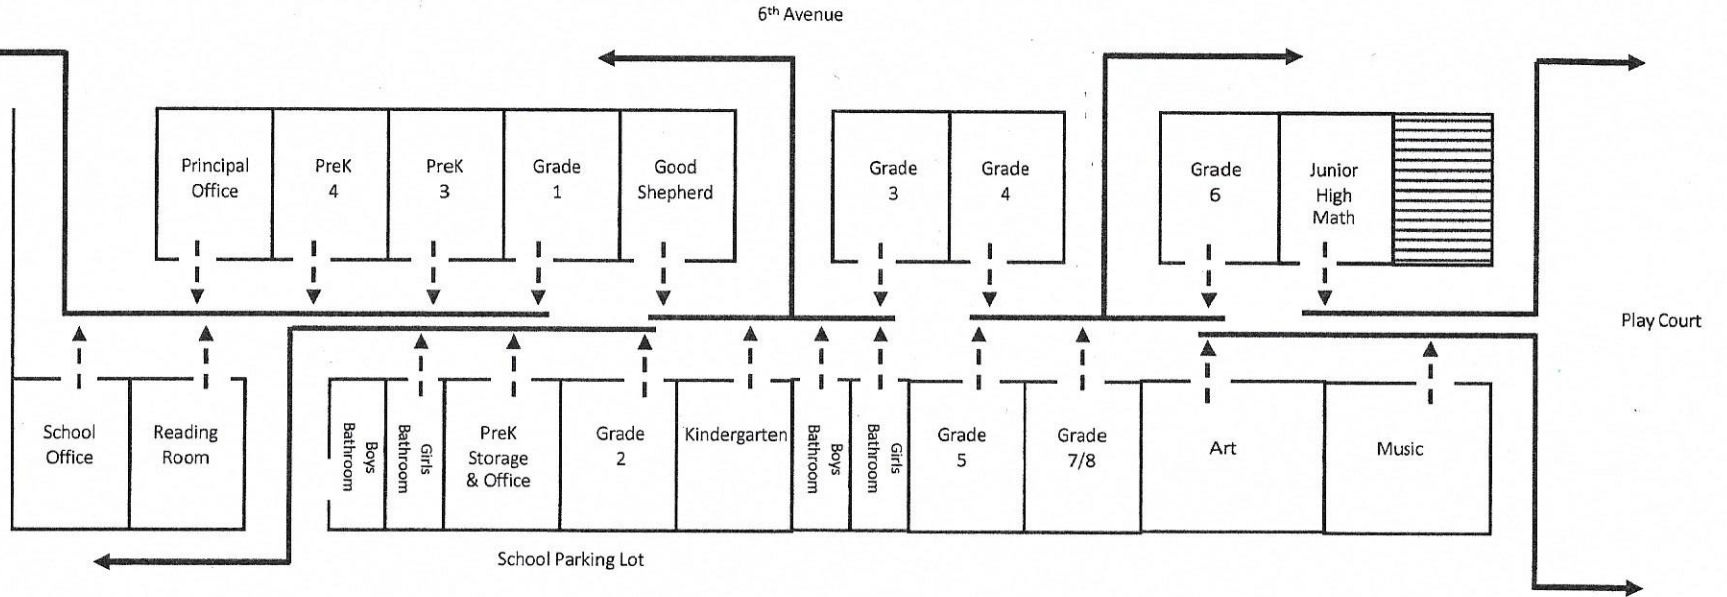 6th Avenue
Principal
Office
PreK
4
PreK
3
Grade
1
Good
Shepherd
Grade
3
Grade
4
Grade
6
Junior
High
Math
Play Court
School
Office
Reading
Room
Boys
Bathroom
Girls
Bathroom
PreK
Storage
& Office
Grade
2
Kindergarten
Boys
Bathroom
Girls
Bathroom
Grade
5
Grade
7/8
Art
Music
School Parking Lot